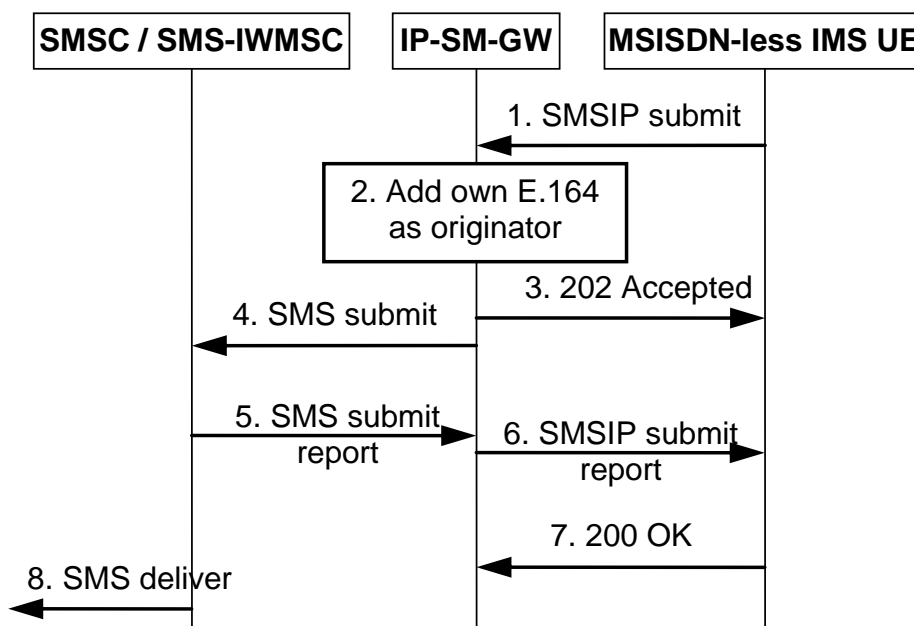 SMSC / SMS-IWMSC
IP-SM-GW
MSISDN-less IMS UE
1. SMSIP submit
2. Add own E.164
as originator
3. 202 Accepted
4. SMS submit
5. SMS submit
report
6. SMSIP submit
report
7. 200 OK
8. SMS deliver